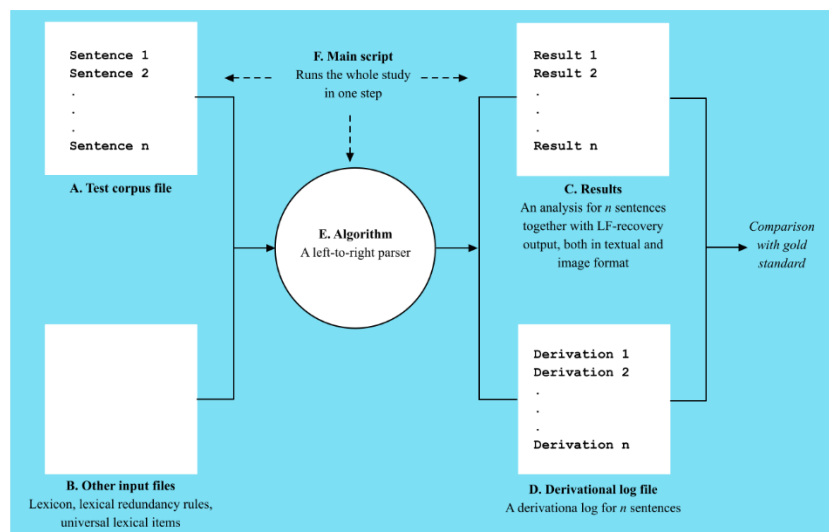 Sentence 1
Sentence 2
.
.
.
Sentence n
A. Test corpus file
F. Main script
Runs the whole study
in one step
Result 1
Result 2
.
.
.
Result n
C. Results
An analysis for n sentences
together with LF-recovery
output, both in textual and
image format
E. Algorithm
A left-to-right parser
Comparison
with gold
standard
B. Other input files
Lexicon, lexical redundancy rules,
universal lexical items
Derivation 1
Derivation 2
.
.
.
Derivation n
D. Derivational log file
A derivationa log for n sentences